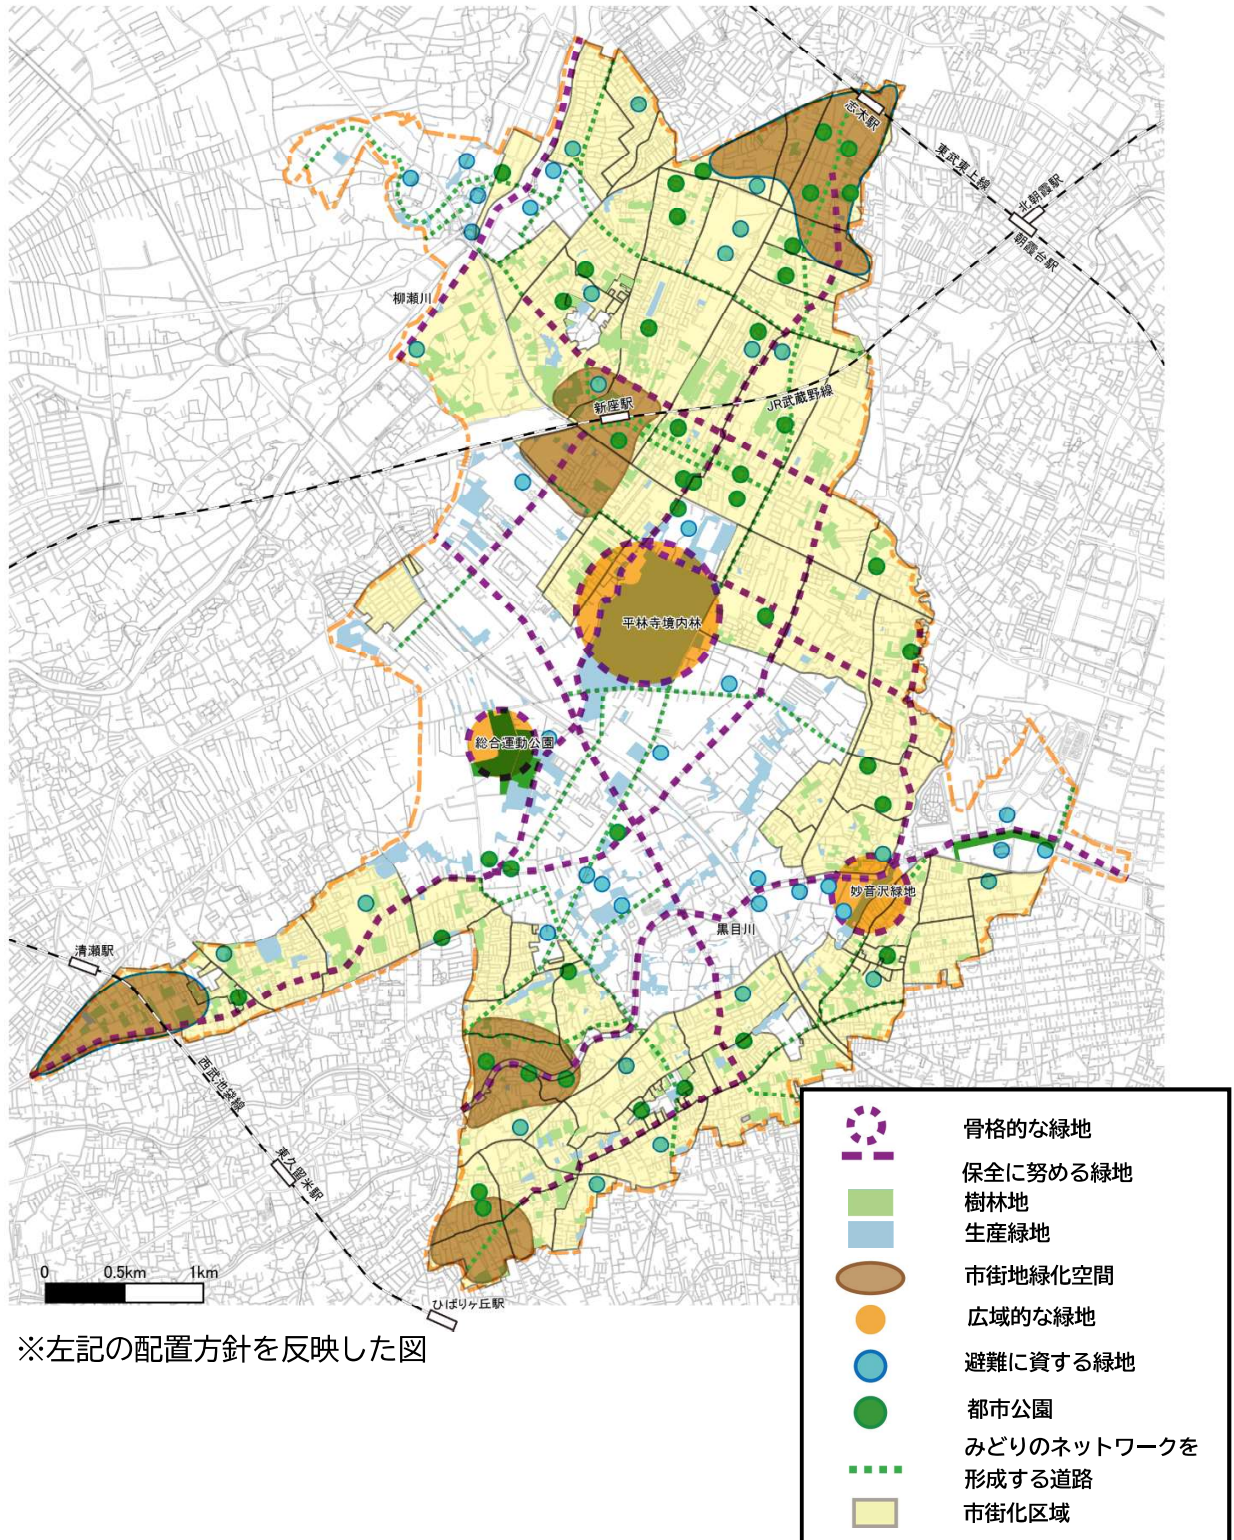 志木駅
東武東上線
北朝霞駅
朝霞台駅
柳瀬川
新座駅
JR武蔵野線
平林寺境内林
総合運動公園
妙音沢緑地
黒目川
清瀬駅
西武池袋線
東久留米駅
0 0.5km 1km
ひばりヶ丘駅
※左記の配置方針を反映した図
骨格的な緑地
保全に努める緑地
樹林地
生産緑地
市街地緑化空間
広域的な緑地
避難に資する緑地
都市公園
みどりのネットワークを
形成する道路
市街化区域